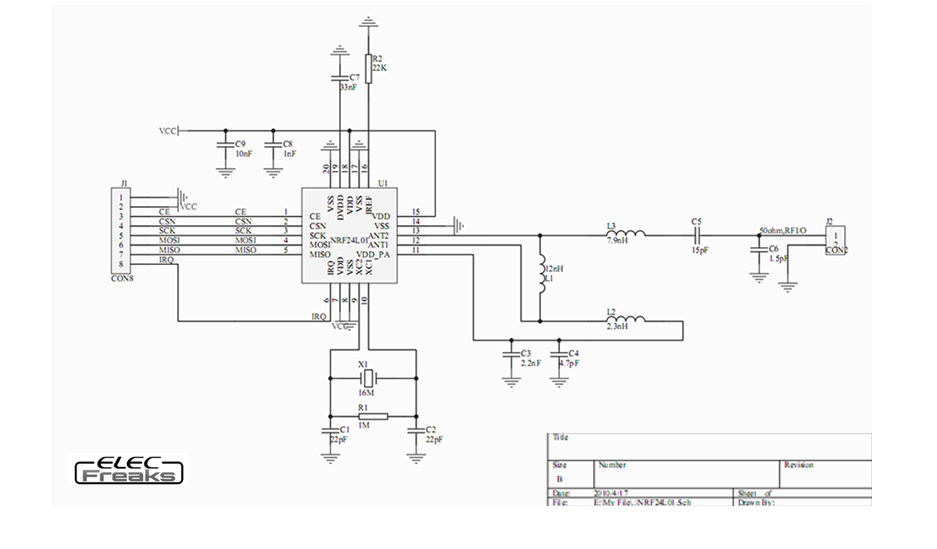 R2
22K
C7
33nF
VCC
C9
10nF
C8
1nF
20
19
18
17
16
J1
U1
VSS
DVDD
VDD
VSS
IREF
1
2
VCC
3 CE CE 1 CE
4 CSN CSN 2 CSN
5 SCK SCK 3 SCK
6 MOSI MOSI 4 MOSI
7 MISO MISO 5 MISO
8 IRQ
CON8
NRF24L01
VDD 15
VSS 14
ANT2 13
ANT1 12
VDD_PA 11
IRQ
VDD
VSS
XC2
XC1
6
7
8
9
10
IRQ
VCC
L3
7.9nH
C5
15pF
50ohm,RF I/O
J2
1
2
CON2
C6
1.5pF
12nH
L1
L2
2.3nH
C3
2.2nF
C4
4.7pF
X1
16M
R1
1M
C1
22pF
C2
22pF
ELEC
Freaks
Title
Size Number Revision
B
Date: 2010/4/17 Sheet of
File: E:\My File\..\NRF24L01.Sch Drawn By: